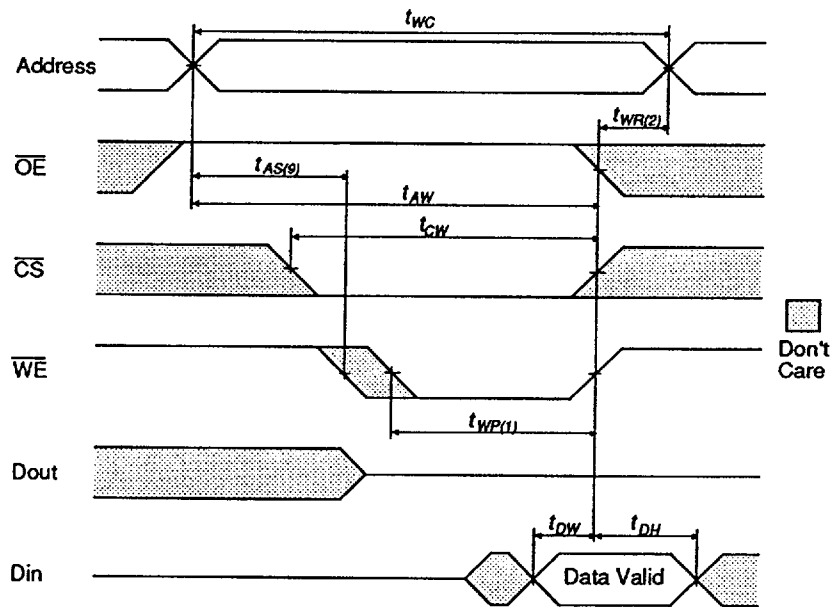 tWC
Address
tWR(2)
OE
tAS(9)
tAW
tCW
CS
WE
Don't
Care
tWP(1)
Dout
tDW
tDH
Din
Data Valid